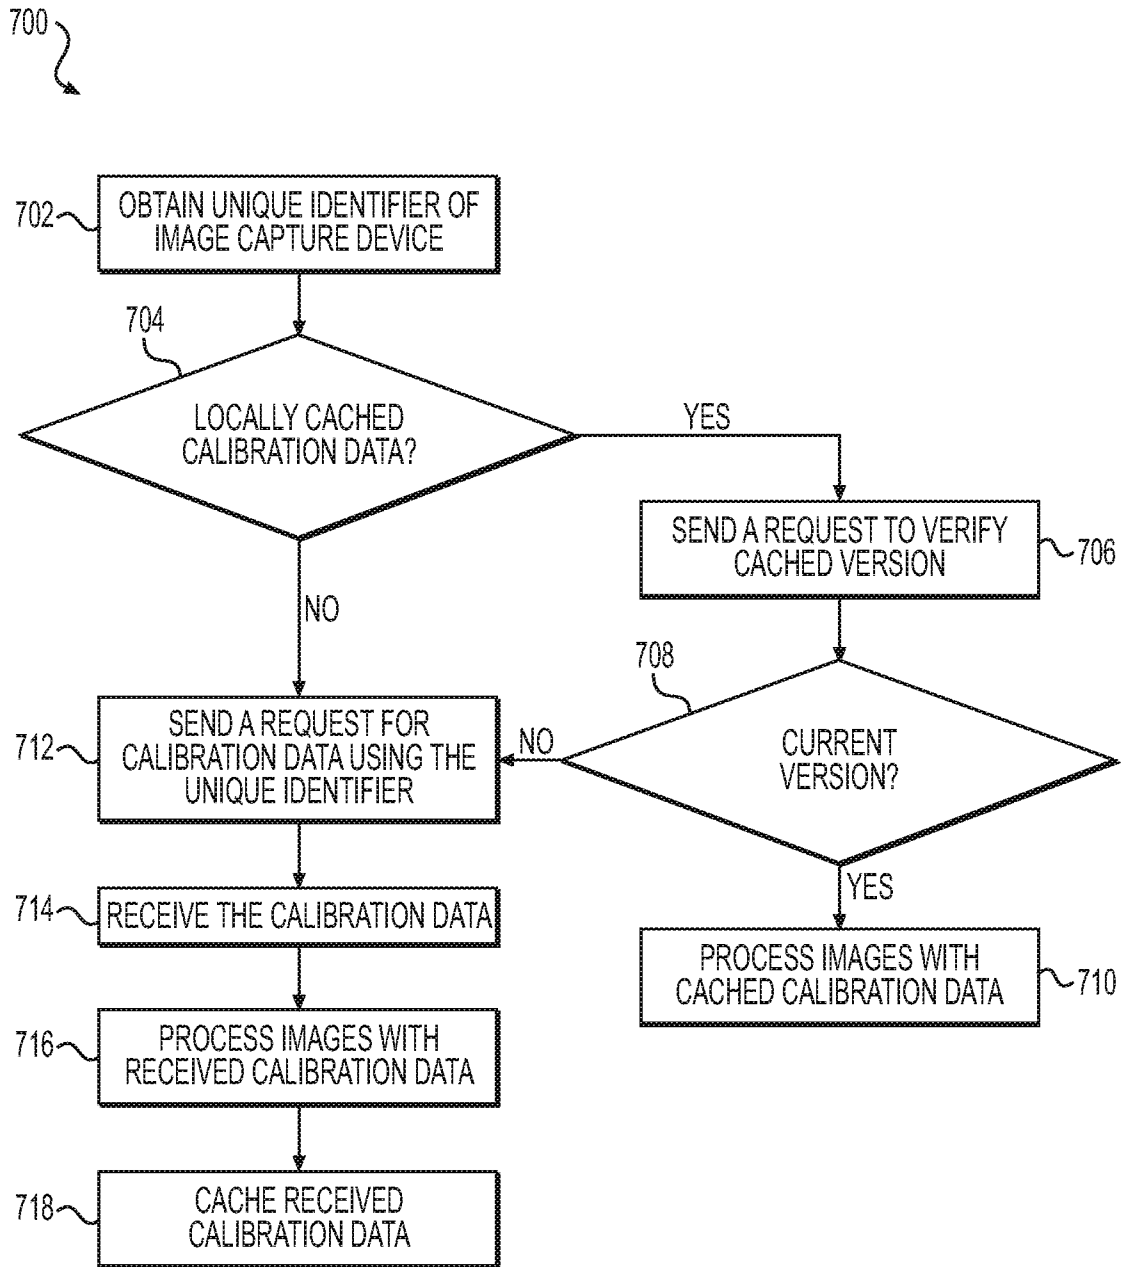 700
702
OBTAIN UNIQUE IDENTIFIER OF
IMAGE CAPTURE DEVICE
704
LOCALLY CACHED
CALIBRATION DATA?
YES
SEND A REQUEST TO VERIFY
CACHED VERSION
706
NO
708
CURRENT
VERSION?
NO
712
SEND A REQUEST FOR
CALIBRATION DATA USING THE
UNIQUE IDENTIFIER
YES
714
RECEIVE THE CALIBRATION DATA
PROCESS IMAGES WITH
CACHED CALIBRATION DATA
710
716
PROCESS IMAGES WITH
RECEIVED CALIBRATION DATA
718
CACHE RECEIVED
CALIBRATION DATA